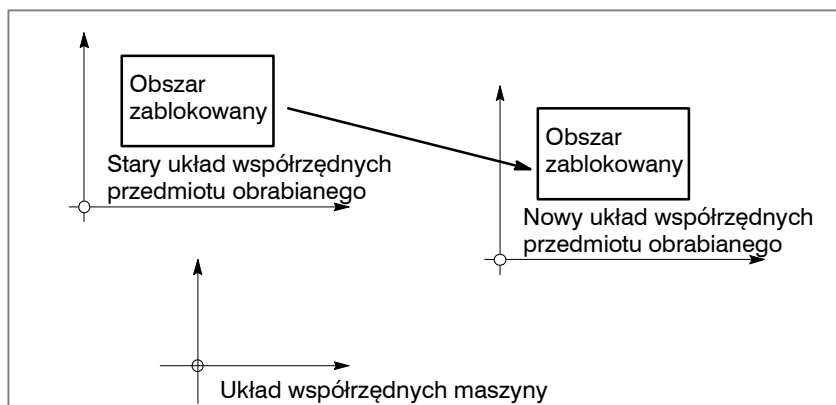 Obszar
zablokowany
Stary układ współrzędnych
przedmiotu obrabianego
Obszar
zablokowany
Nowy układ współrzędnych
przedmiotu obrabianego
Układ współrzędnych maszyny